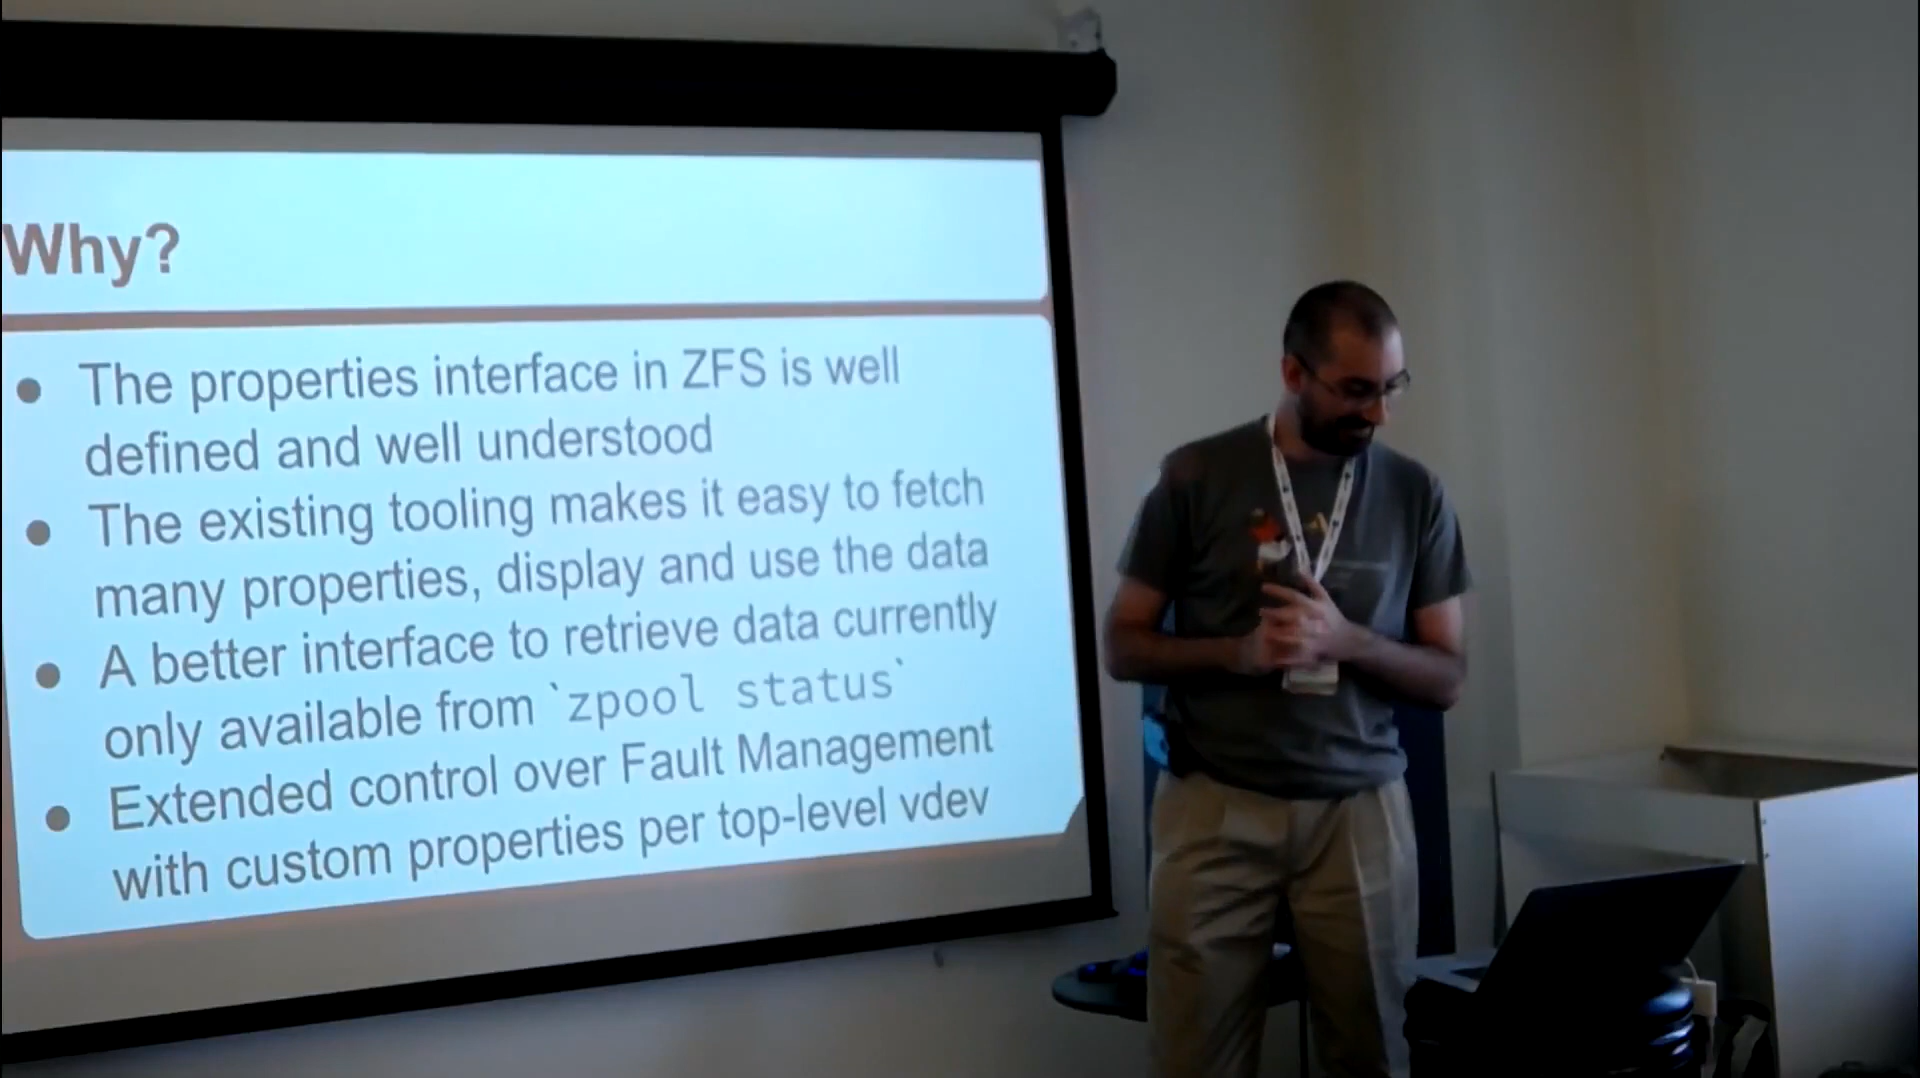 Why?
● The properties interface in ZFS is well
defined and well understood
● The existing tooling makes it easy to fetch
many properties, display and use the data
● A better interface to retrieve data currently
only available from `zpool status`
● Extended control over Fault Management
with custom properties per top-level vdev